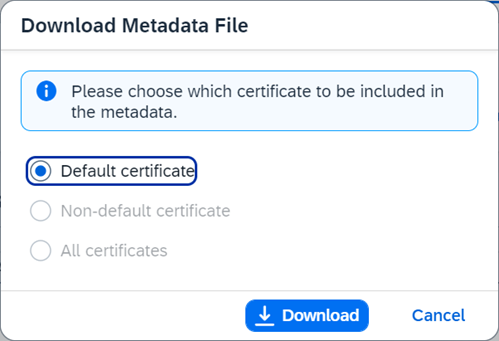 Download Metadata File
Please choose which certificate to be included in
the metadata.
Default certificate
Non-default certificate
All certificates
Download
Cancel